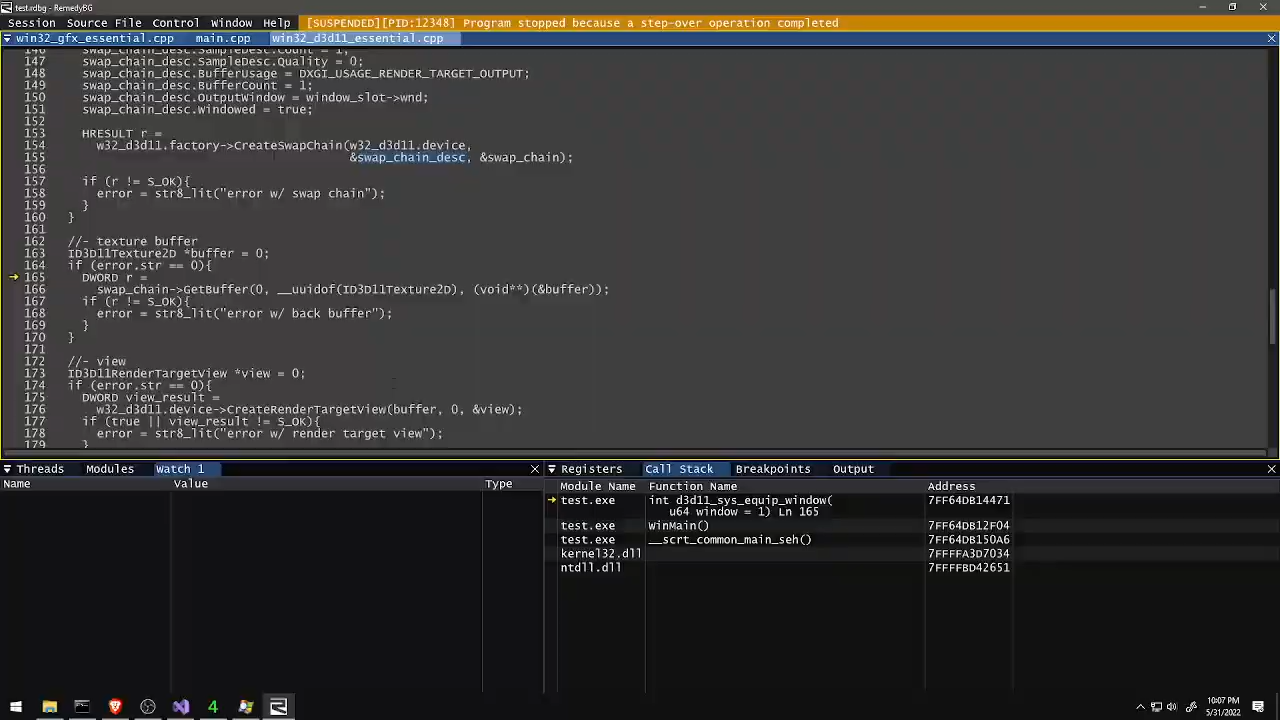 test.rdbg - RemedyBG
Session Source File Control Window Help [SUSPENDED][PID:12348] Program stopped because a step-over operation completed
win32_gfx_essential.cpp main.cpp win32_d3d11_essential.cpp
146 swap_chain_desc.SampleDesc.Count = 1;
147 swap_chain_desc.SampleDesc.Quality = 0;
148 swap_chain_desc.BufferUsage = DXGI_USAGE_RENDER_TARGET_OUTPUT;
149 swap_chain_desc.BufferCount = 1;
150 swap_chain_desc.OutputWindow = window_slot->wnd;
151 swap_chain_desc.Windowed = true;
152
153 HRESULT r =
154 w32_d3d11.factory->CreateSwapChain(w32_d3d11.device,
155 &swap_chain_desc, &swap_chain);
156
157 if (r != S_OK){
158 error = str8_lit("error w/ swap chain");
159 }
160 }
161
162 //- texture buffer
163 ID3D11Texture2D *buffer = 0;
164 if (error.str == 0){
165 DWORD r =
166 swap_chain->GetBuffer(0, __uuidof(ID3D11Texture2D), (void**)(&buffer));
167 if (r != S_OK){
168 error = str8_lit("error w/ back buffer");
169 }
170 }
171
172 //- view
173 ID3D11RenderTargetView *view = 0;
174 if (error.str == 0){
175 DWORD view_result =
176 w32_d3d11.device->CreateRenderTargetView(buffer, 0, &view);
177 if (true || view_result != S_OK){
178 error = str8_lit("error w/ render target view");
179 }
Threads Modules Watch 1
Name Value Type
Registers Call Stack Breakpoints Output
Module Name Function Name Address
test.exe int d3d11_sys_equip_window( 7FF64DB14471
u64 window = 1) Ln 165
test.exe WinMain() 7FF64DB12F04
test.exe __scrt_common_main_seh() 7FF64DB150A6
kernel32.dll 7FFFFA3D7034
ntdll.dll 7FFFFBD42651
4
10:07 PM
5/31/2022